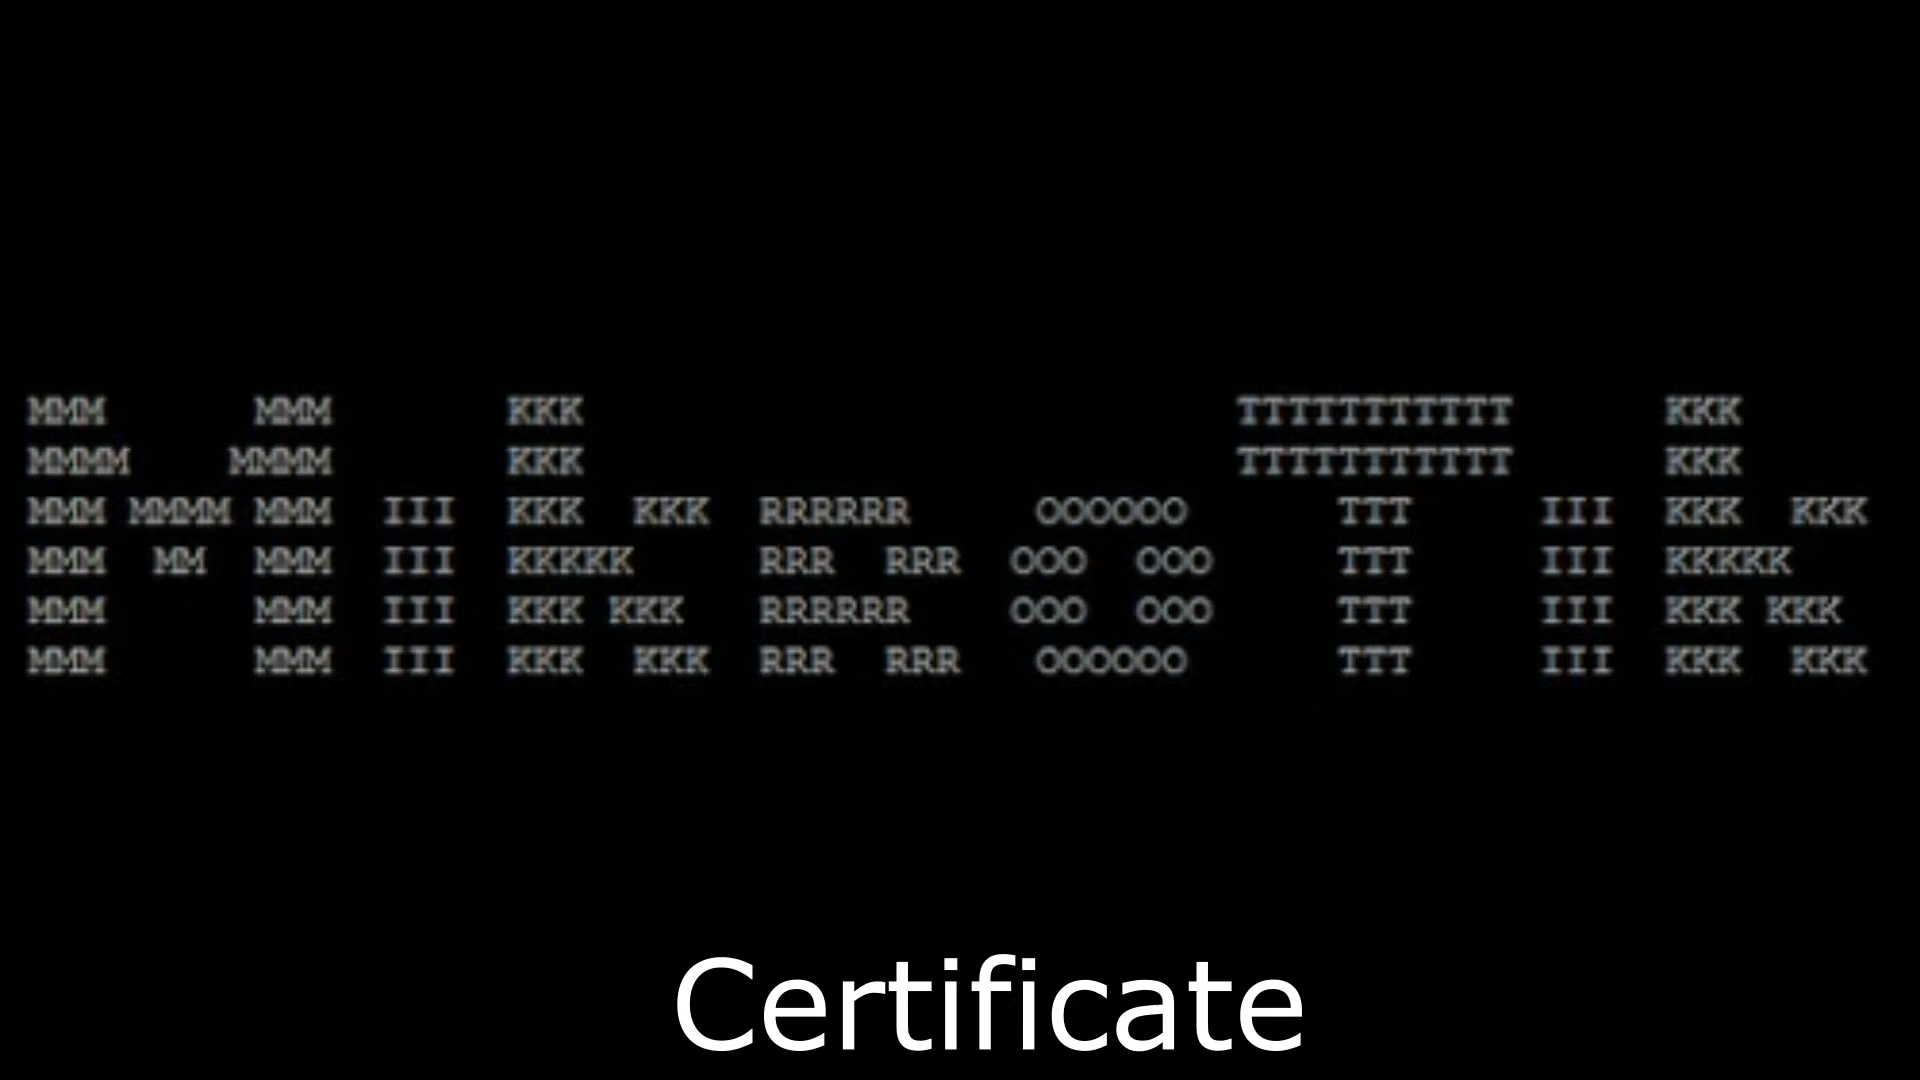 MMM      MMM       KKK                          TTTTTTTTTTT      KKK
MMMM    MMMM       KKK                          TTTTTTTTTTT      KKK
MMM MMMM MMM  III  KKK  KKK  RRRRRR     OOOOOO      TTT     III  KKK  KKK
MMM  MM  MMM  III  KKKKK     RRR  RRR  OOO  OOO     TTT     III  KKKKK
MMM      MMM  III  KKK KKK   RRRRRR    OOO  OOO     TTT     III  KKK KKK
MMM      MMM  III  KKK  KKK  RRR  RRR   OOOOOO      TTT     III  KKK  KKK
Certificate